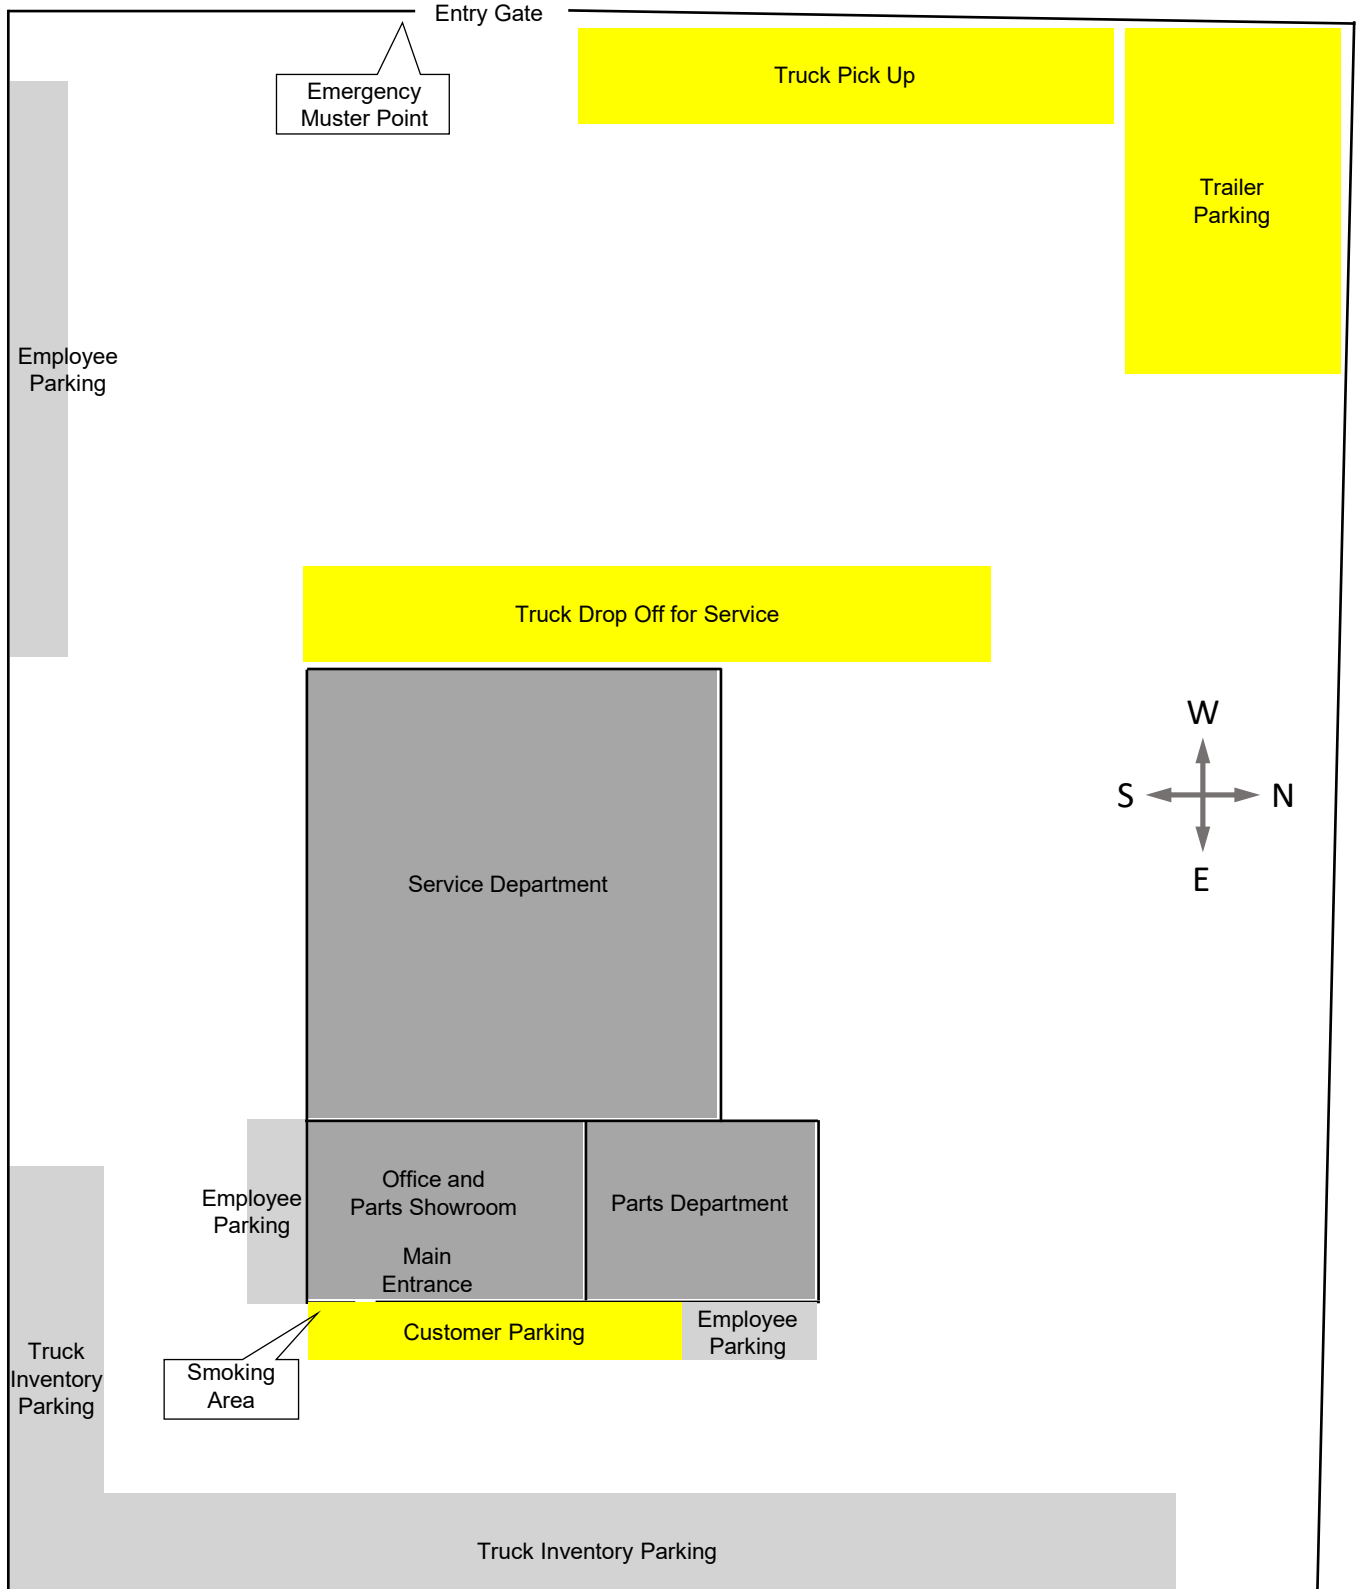 Entry Gate
Emergency
Muster Point
Truck Pick Up
Trailer
Parking
Employee
Parking
Truck Drop Off for Service
W
S
N
E
Service Department
Office and
Parts Showroom
Parts Department
Employee
Parking
Main
Entrance
Customer Parking
Employee
Parking
Smoking
Area
Truck
Inventory
Parking
Truck Inventory Parking